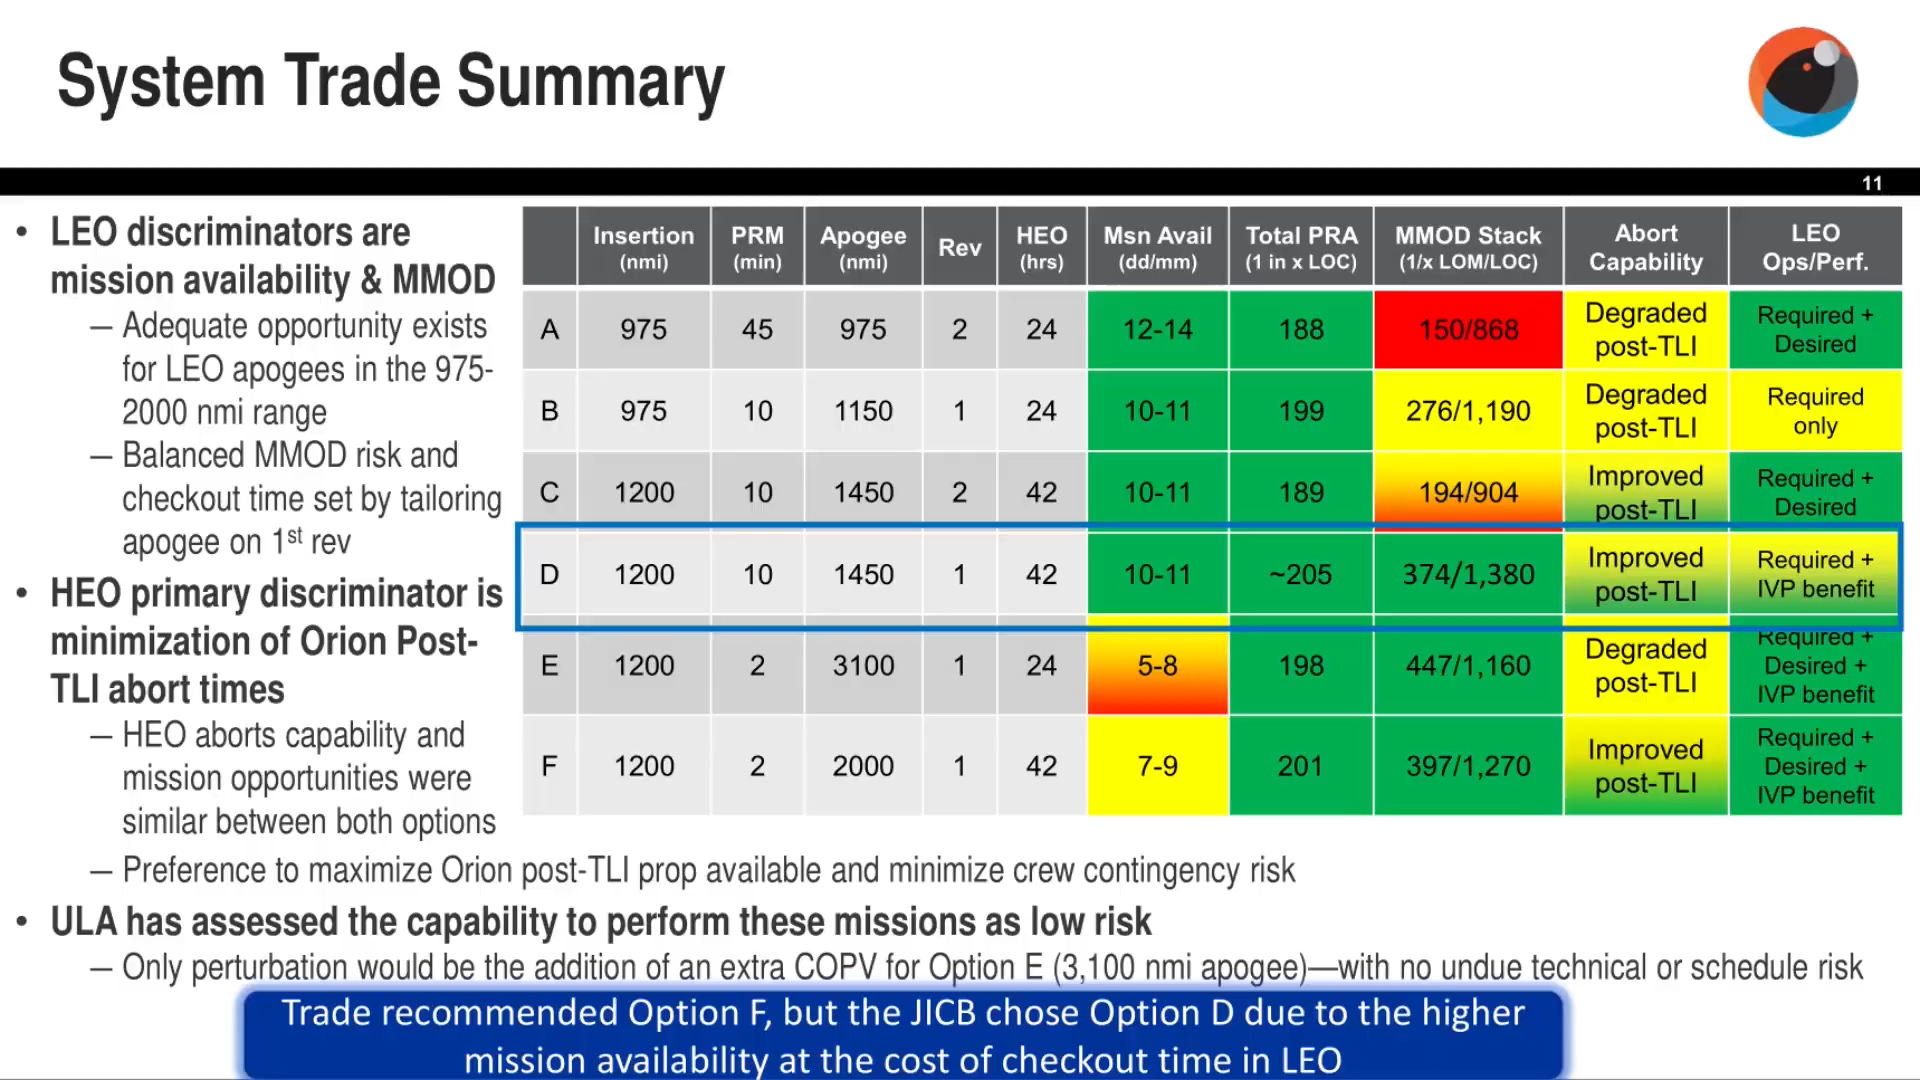 System Trade Summary
11
• LEO discriminators are
mission availability & MMOD
– Adequate opportunity exists
for LEO apogees in the 975-
2000 nmi range
– Balanced MMOD risk and
checkout time set by tailoring
apogee on 1st rev
• HEO primary discriminator is
minimization of Orion Post-
TLI abort times
– HEO aborts capability and
mission opportunities were
similar between both options
– Preference to maximize Orion post-TLI prop available and minimize crew contingency risk
• ULA has assessed the capability to perform these missions as low risk
– Only perturbation would be the addition of an extra COPV for Option E (3,100 nmi apogee)—with no undue technical or schedule risk
Insertion (nmi) PRM (min) Apogee (nmi) Rev HEO (hrs) Msn Avail (dd/mm) Total PRA (1 in x LOC) MMOD Stack (1/x LOM/LOC) Abort Capability LEO Ops/Perf.
A 975 45 975 2 24 12-14 188 150/868 Degraded post-TLI Required + Desired
B 975 10 1150 1 24 10-11 199 276/1,190 Degraded post-TLI Required only
C 1200 10 1450 2 42 10-11 189 194/904 Improved post-TLI Required + Desired
D 1200 10 1450 1 42 10-11 ~205 374/1,380 Improved post-TLI Required + IVP benefit
E 1200 2 3100 1 24 5-8 198 447/1,160 Degraded post-TLI Required + Desired + IVP benefit
F 1200 2 2000 1 42 7-9 201 397/1,270 Improved post-TLI Required + Desired + IVP benefit
Trade recommended Option F, but the JICB chose Option D due to the higher
mission availability at the cost of checkout time in LEO